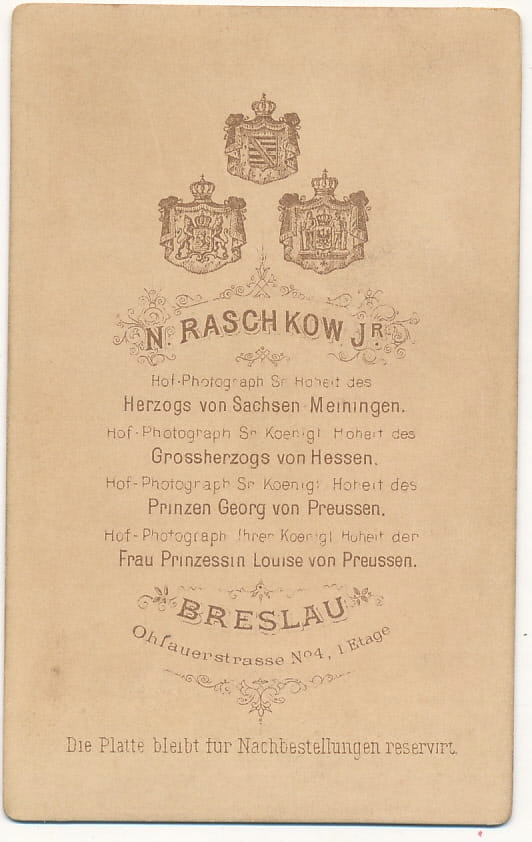 N. RASCHKOW JR.
Hof-Photograph Sr Hoheit des
Herzogs von Sachsen Meiningen.
Hof-Photograph Sr Koenigl Hoheit des
Grossherzogs von Hessen.
Hof-Photograph Sr Koenigl Hoheit des
Prinzen Georg von Preussen.
Hof-Photograph Ihrer Koenigl Hoheit der
Frau Prinzessin Louise von Preussen.
BRESLAU
Ohlauerstrasse No 4, 1 Etage
Die Platte bleibt für Nachbestellungen reservirt.